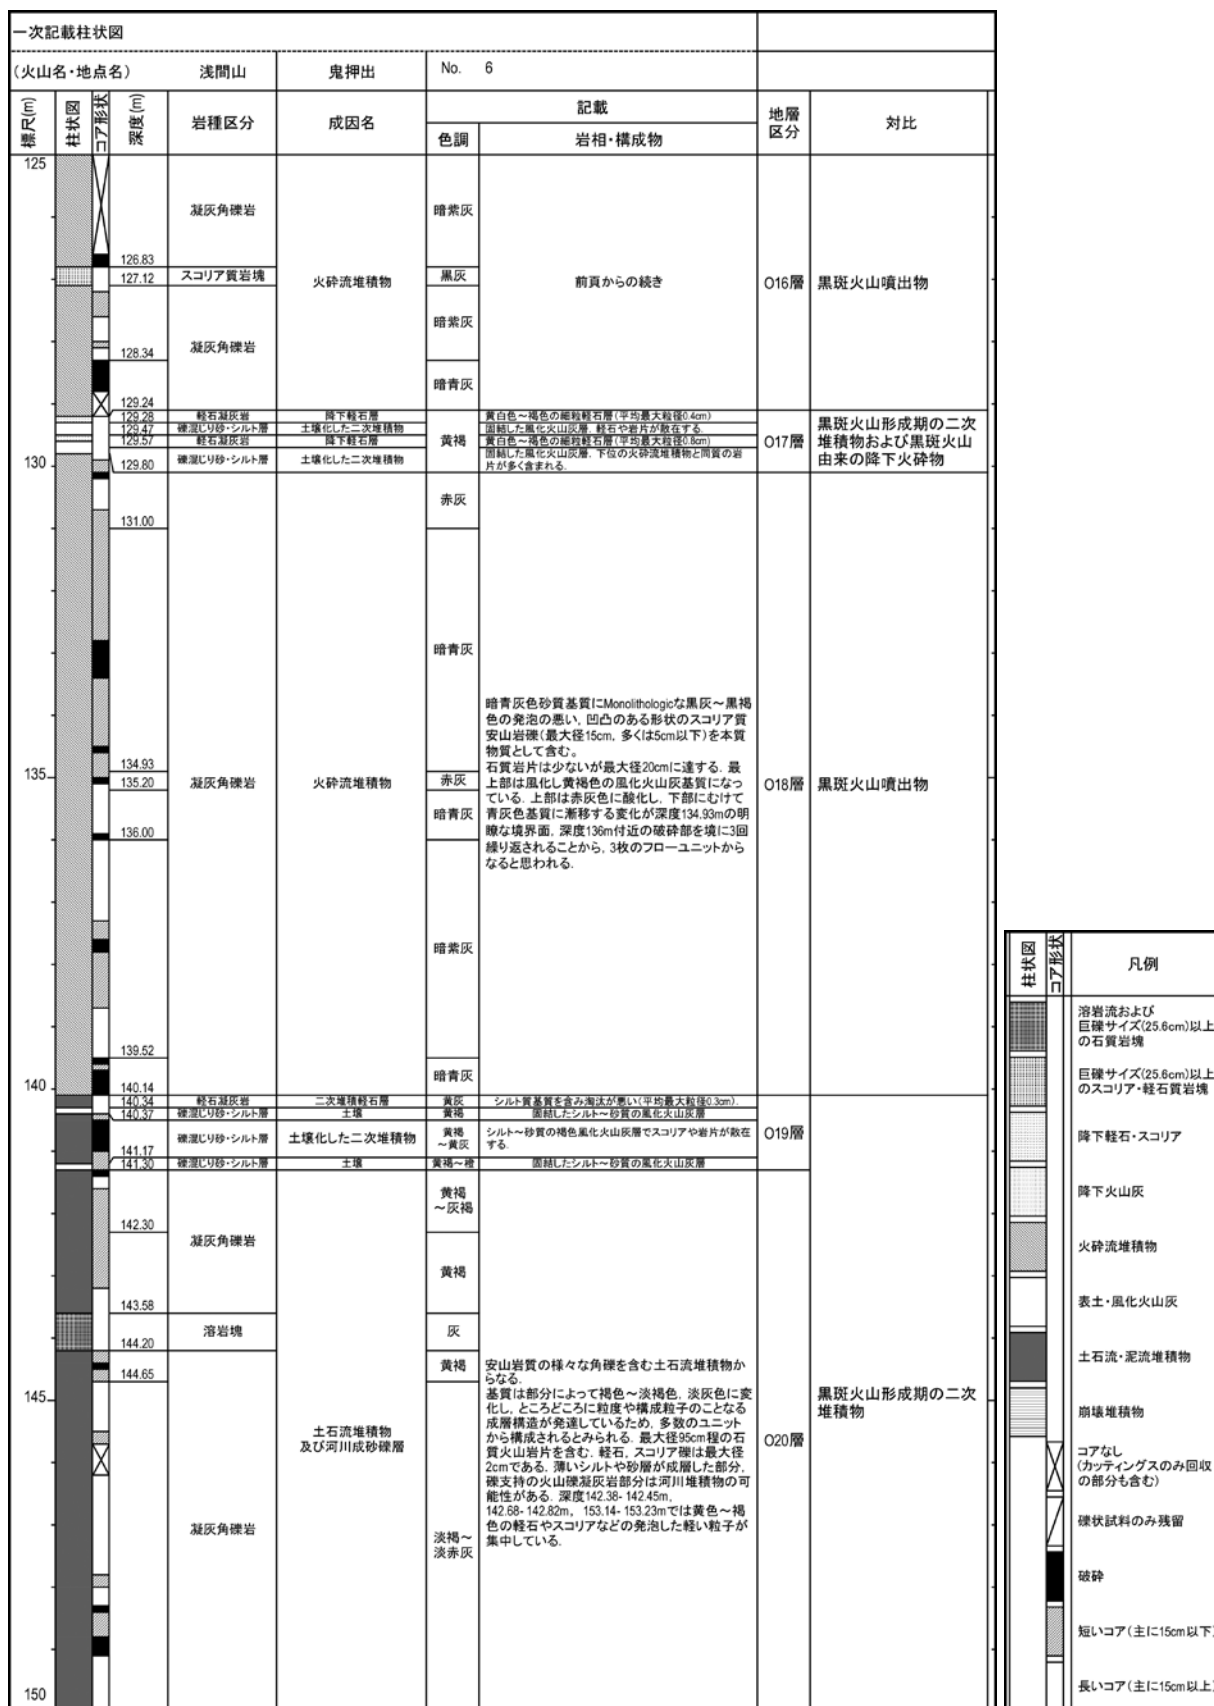 一次記載柱状図
(火山名・地点名) 浅間山 鬼押出 No. 6
標尺(m) 柱状図 コア形状 深度(m) 岩種区分 成因名 記載 地層区分 対比
色調 岩相・構成物
125
凝灰角礫岩 暗紫灰
126.83
スコリア質岩塊 黒灰
127.12
火砕流堆積物 前頁からの続き O16層 黒斑火山噴出物
暗紫灰
凝灰角礫岩
128.34
暗青灰
129.24
129.28 軽石凝灰岩 降下軽石層 黄白色～褐色の細粒軽石層(平均最大粒径0.4cm)
129.47 礫混じり砂・シルト層 土壌化した二次堆積物 固結した風化火山灰層. 軽石や岩片が散在する.
129.57 軽石凝灰岩 降下軽石層 黄白色～褐色の細粒軽石層(平均最大粒径0.8cm)
130 129.80 礫混じり砂・シルト層 土壌化した二次堆積物 固結した風化火山灰層. 下位の火砕流堆積物と同質の岩
片が多く含まれる.
黄褐 O17層
黒斑火山形成期の二次
堆積物および黒斑火山
由来の降下火砕物
赤灰
131.00
暗青灰
134.93
135 赤灰
135.20
暗青灰
136.00
凝灰角礫岩 火砕流堆積物
暗青灰色砂質基質にMonolithologicな黒灰～黒褐
色の発泡の悪い, 凹凸のある形状のスコリア質
安山岩礫(最大径15cm, 多くは5cm以下)を本質
物質として含む。
石質岩片は少ないが最大径20cmに達する. 最
上部は風化し黄褐色の風化火山灰基質になっ
ている. 上部は赤灰色に酸化し, 下部にむけて
青灰色基質に漸移する変化が深度134.93mの明
瞭な境界面, 深度136m付近の破砕部を境に3回
繰り返されることから, 3枚のフローユニットから
なると思われる.
O18層 黒斑火山噴出物
暗紫灰
139.52
暗青灰
140 140.14
140.34 軽石凝灰岩 二次堆積軽石層 黄灰 シルト質基質を含み淘汰が悪い(平均最大粒径0.3cm).
140.37 礫混じり砂・シルト層 土壌 黄褐 固結したシルト～砂質の風化火山灰層
礫混じり砂・シルト層 土壌化した二次堆積物 黄褐
～黄灰
シルト～砂質の褐色風化火山灰層でスコリアや岩片が散在
する.
O19層
141.17
141.30 礫混じり砂・シルト層 土壌 黄褐～橙 固結したシルト～砂質の風化火山灰層
黄褐
～灰褐
142.30
凝灰角礫岩
黄褐
143.58
溶岩塊 灰
144.20
黄褐
144.65
145
土石流堆積物
及び河川成砂礫層
安山岩質の様々な角礫を含む土石流堆積物か
らなる.
基質は部分によって褐色～淡褐色, 淡灰色に変
化し, ところどころに粒度や構成粒子のことなる
成層構造が発達しているため, 多数のユニット
から構成されるとみられる. 最大径95cm程の石
質火山岩片を含む. 軽石, スコリア礫は最大径
2cmである. 薄いシルトや砂層が成層した部分,
礫支持の火山礫凝灰岩部分は河川堆積物の可
能性がある. 深度142.38- 142.45m,
142.68- 142.82m, 153.14- 153.23mでは黄色～褐
色の軽石やスコリアなどの発泡した軽い粒子が
集中している.
O20層
黒斑火山形成期の二次
堆積物
凝灰角礫岩
淡褐～
淡赤灰
150
柱状図 コア形状 凡例
溶岩流および
巨礫サイズ(25.6cm)以上
の石質岩塊
巨礫サイズ(25.6cm)以上
のスコリア・軽石質岩塊
降下軽石・スコリア
降下火山灰
火砕流堆積物
表土・風化火山灰
土石流・泥流堆積物
崩壊堆積物
コアなし
(カッティングスのみ回収
の部分も含む)
礫状試料のみ残留
破砕
短いコア(主に15cm以下)
長いコア(主に15cm以上)